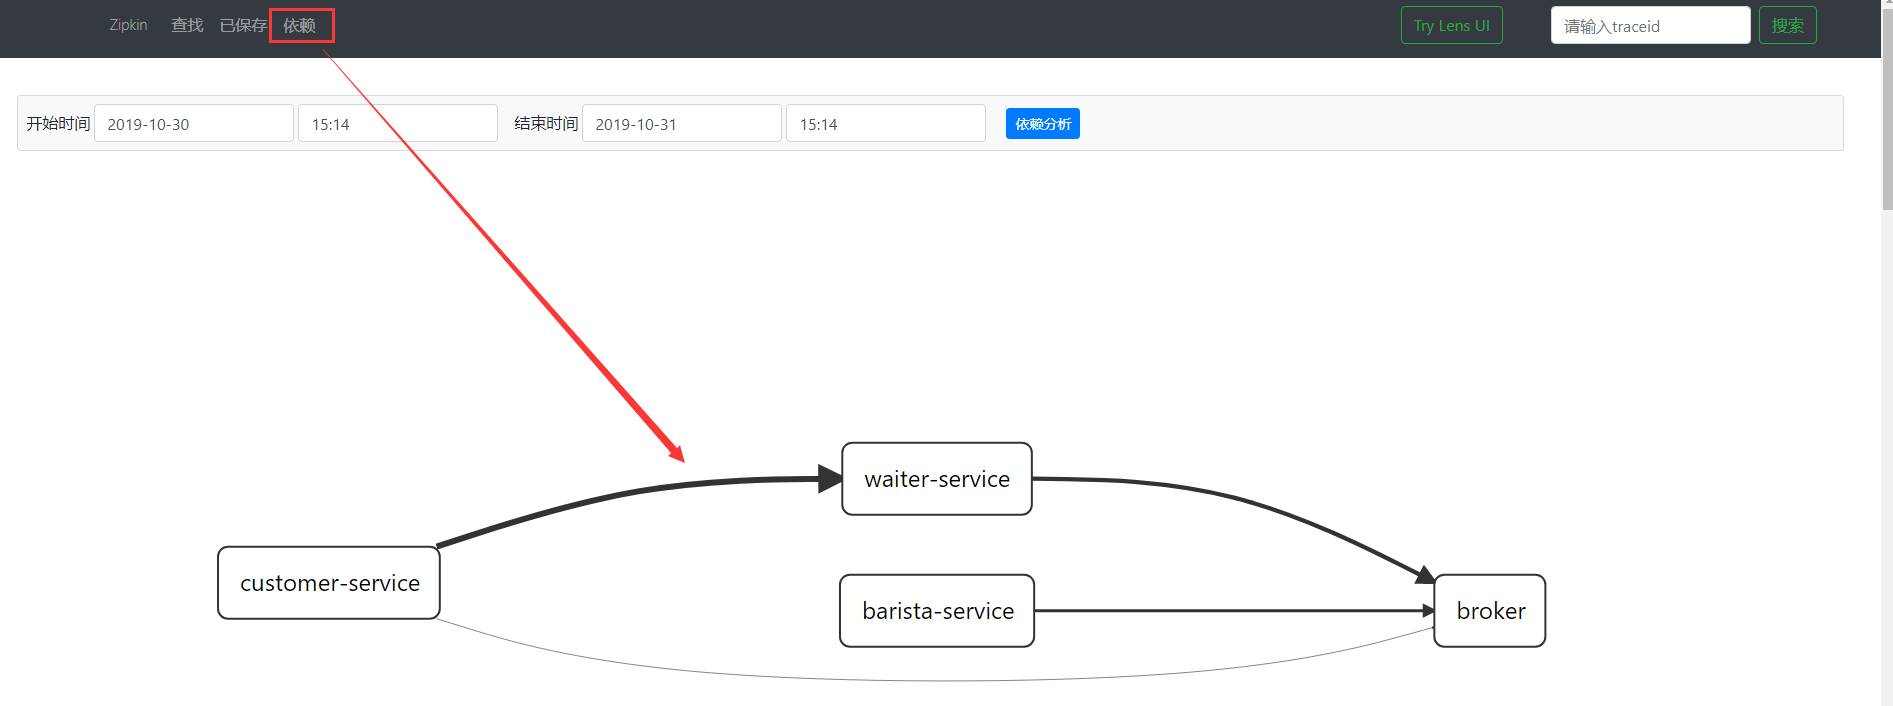 Zipkin 查找 已保存 依赖 Try Lens UI 请输入traceid 搜索
开始时间 2019-10-30 15:14 结束时间 2019-10-31 15:14 依赖分析
waiter-service
customer-service
barista-service
broker